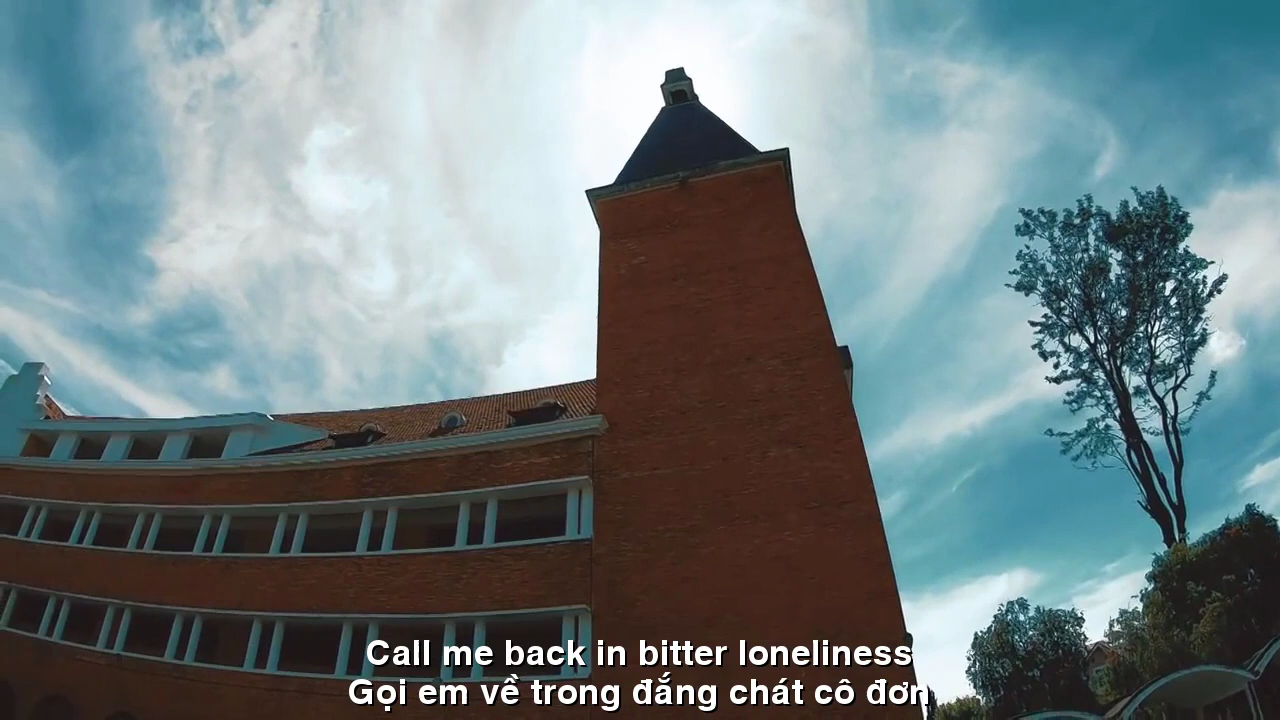 Call me back in bitter loneliness
Gọi em về trong đắng chát cô đơn